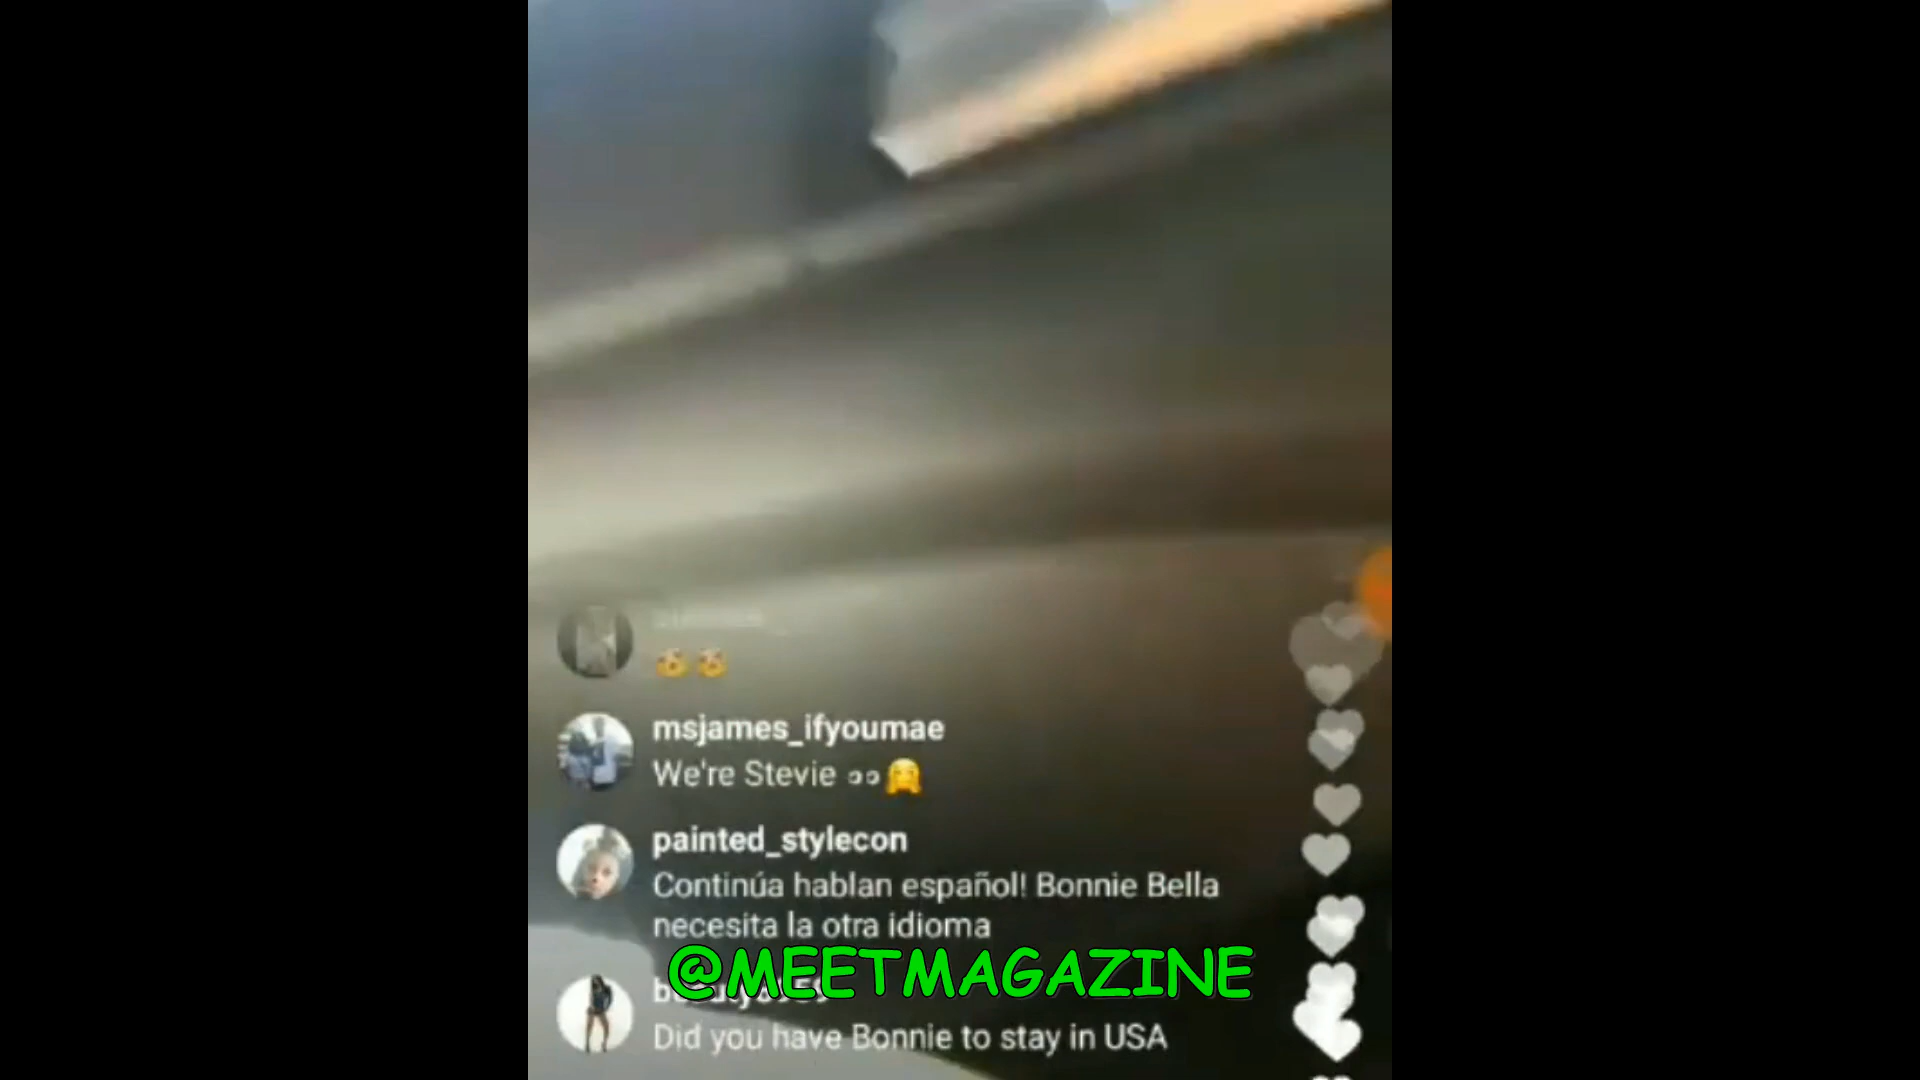 msjames_ifyoumae
We're Stevie 👀🤗
painted_stylecon
Continúa hablan español! Bonnie Bella
necesita la otra idioma
@MEETMAGAZINE
Did you have Bonnie to stay in USA